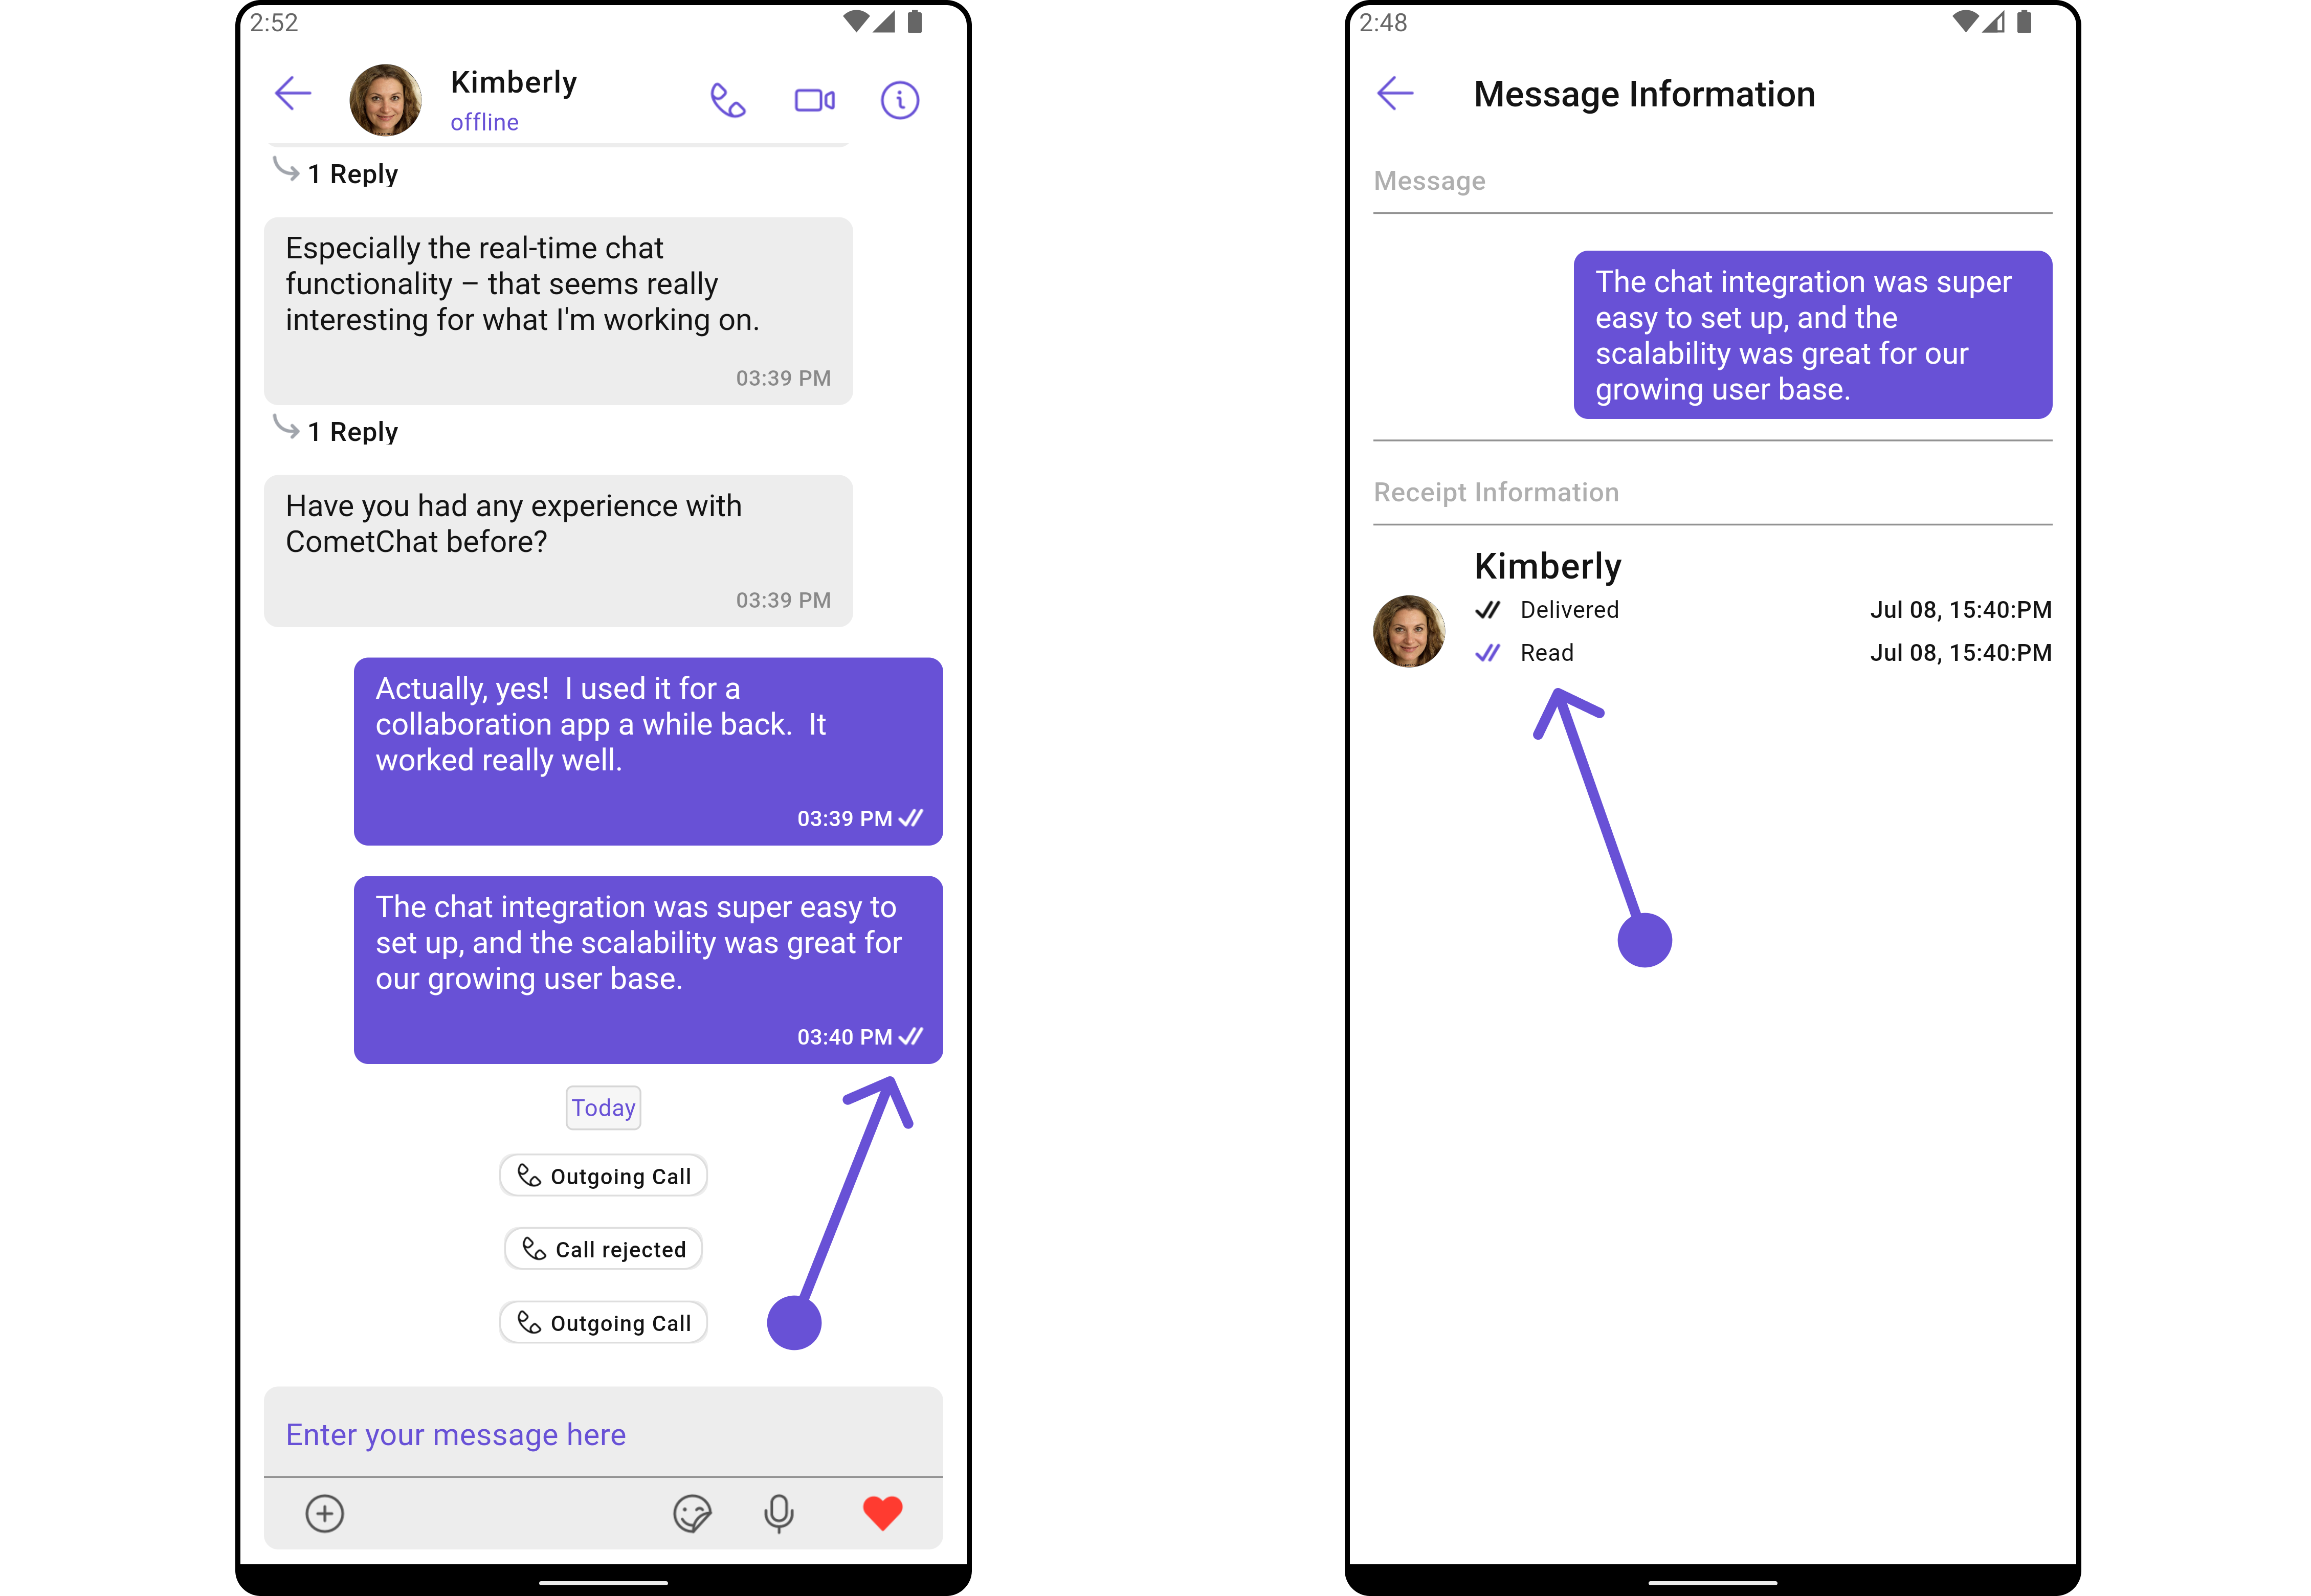 2:52
Kimberly
offline
1 Reply
Especially the real-time chat
functionality – that seems really
interesting for what I'm working on.
03:39 PM
1 Reply
Have you had any experience with
CometChat before?
03:39 PM
Actually, yes!  I used it for a
collaboration app a while back.  It
worked really well.
03:39 PM
The chat integration was super easy to
set up, and the scalability was great for
our growing user base.
03:40 PM
Today
Outgoing Call
Call rejected
Outgoing Call
Enter your message here
2:48
Message Information
Message
The chat integration was super
easy to set up, and the
scalability was great for our
growing user base.
Receipt Information
Kimberly
Delivered Jul 08, 15:40:PM
Read Jul 08, 15:40:PM